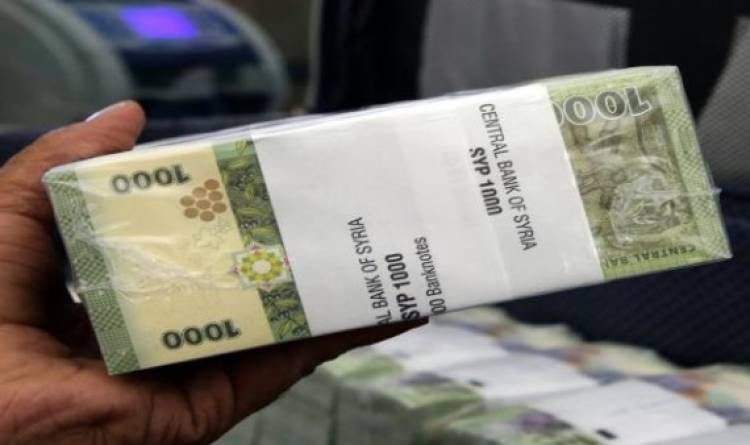 1000
1000
1000
CENTRAL BANK OF SYRIA
SYP 1000
BANK OF SYRIA
SYP 1000
Banknotes
CENTRAL